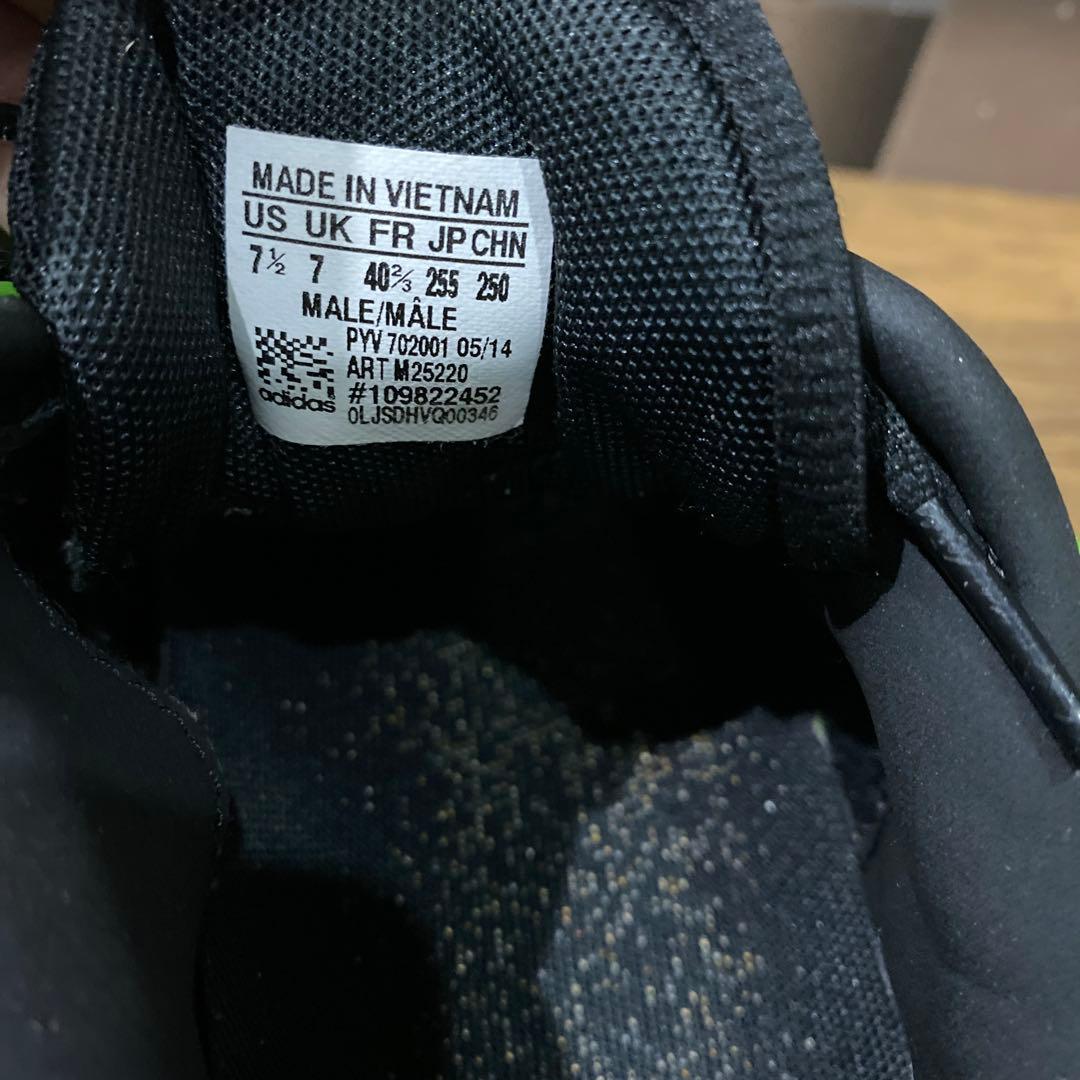 MADE IN VIETNAM
US UK FR JP CHN
7½ 7 40⅔ 255 250
MALE/MÂLE
PYV 702001 05/14
ART M25220
#109822452
adidas
0LJSDHVQ00346